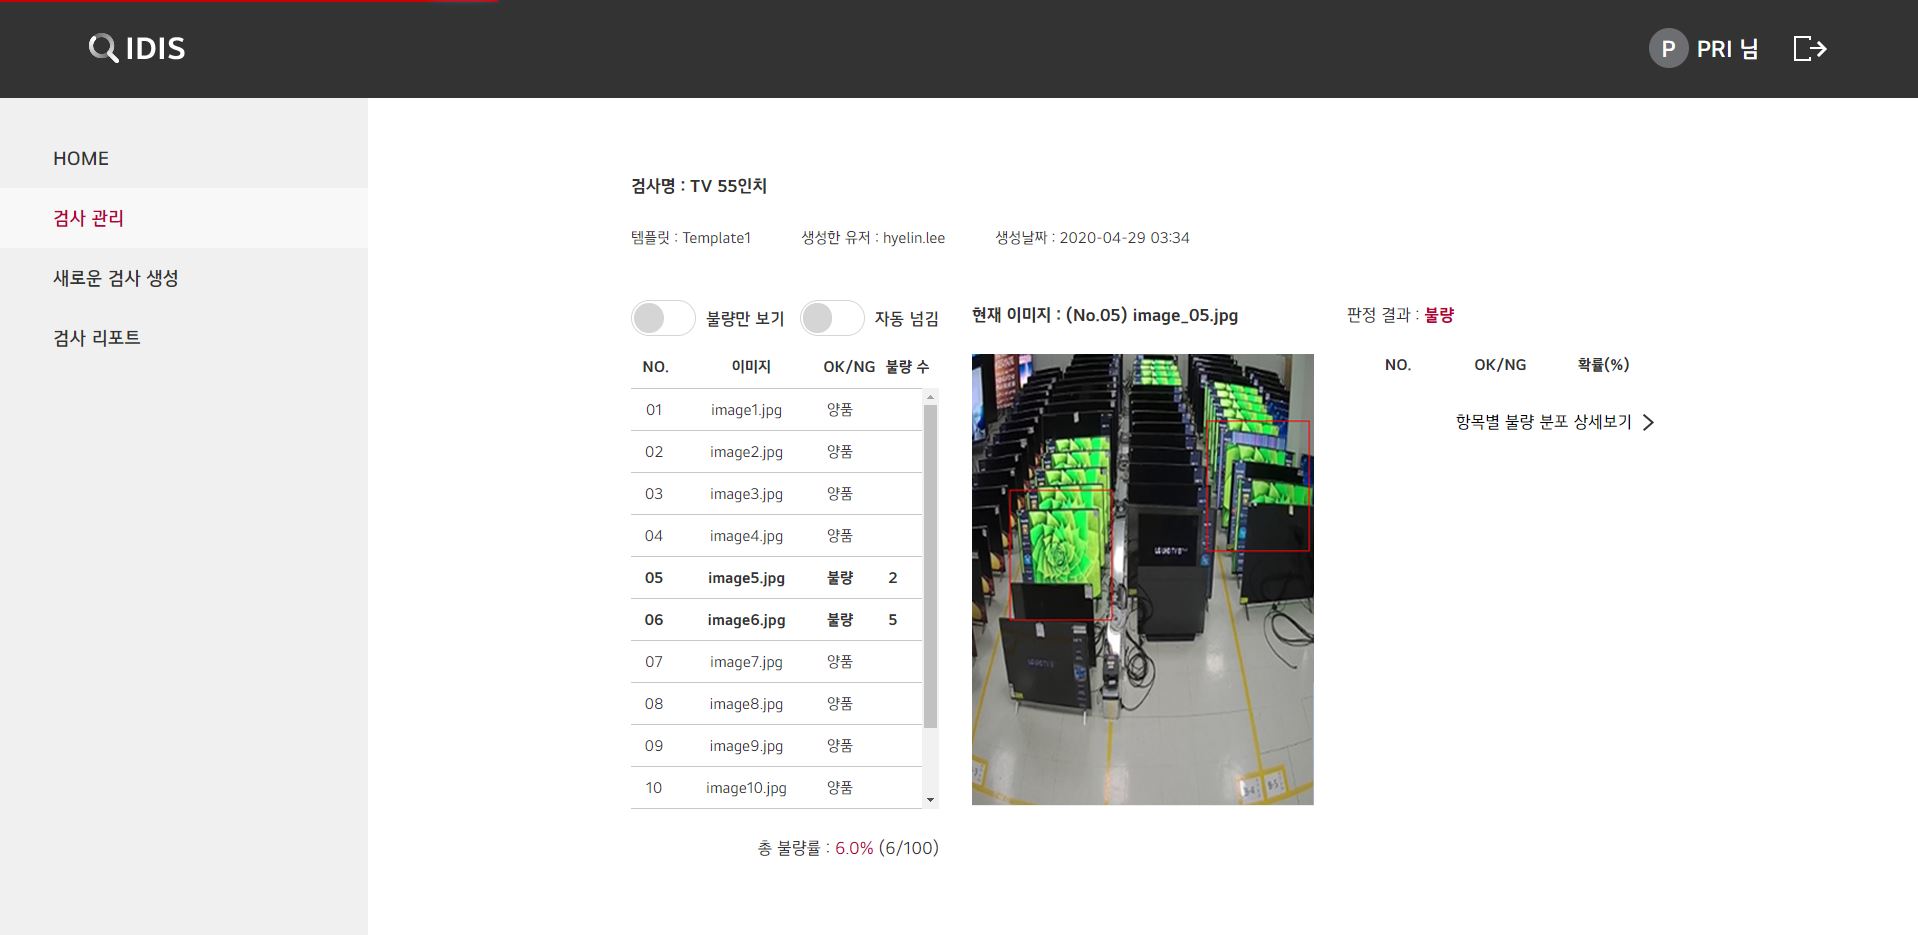 IDIS
P PRI 님
HOME
검사 관리
새로운 검사 생성
검사 리포트
검사명 : TV 55인치
템플릿 : Template1 생성한 유저 : hyelin.lee 생성날짜 : 2020-04-29 03:34
불량만 보기 자동 넘김
NO. 이미지 OK/NG 불량 수
01 image1.jpg 양품
02 image2.jpg 양품
03 image3.jpg 양품
04 image4.jpg 양품
05 image5.jpg 불량 2
06 image6.jpg 불량 5
07 image7.jpg 양품
08 image8.jpg 양품
09 image9.jpg 양품
10 image10.jpg 양품
총 불량률 : 6.0% (6/100)
현재 이미지 : (No.05) image_05.jpg
LG UHD TV
판정 결과 : 불량
NO. OK/NG 확률(%)
항목별 불량 분포 상세보기